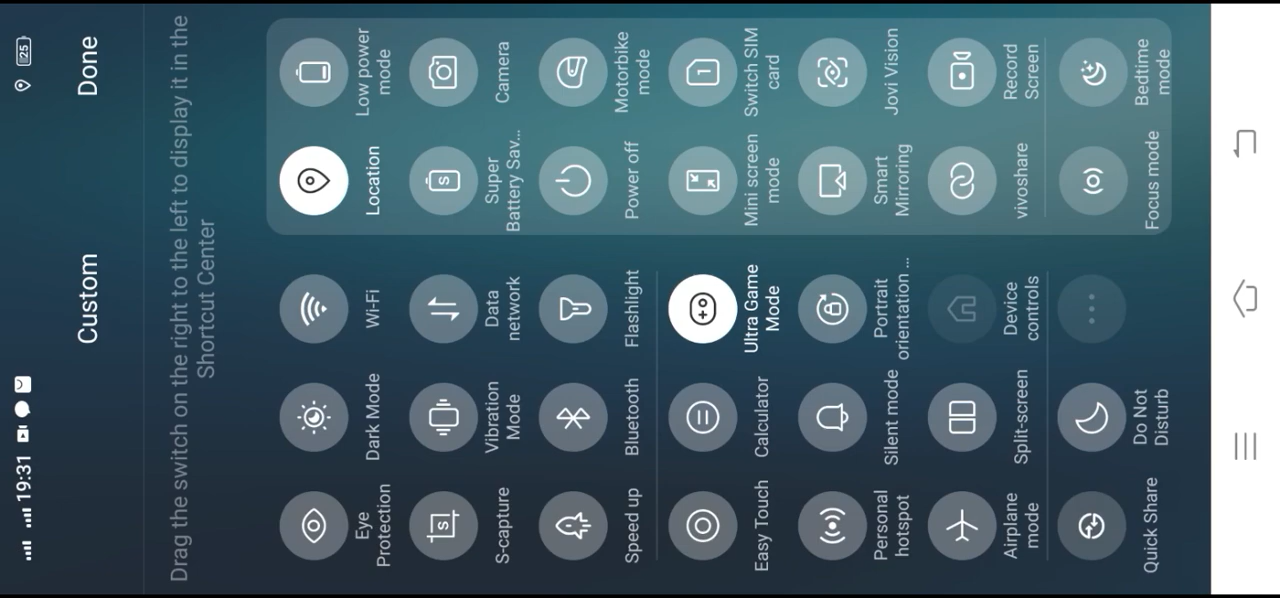 19:31
25
Custom
Done
Drag the switch on the right to the left to display it in the
Shortcut Center
Eye
Protection
Dark Mode
Wi-Fi
Location
Low power
mode
S-capture
Vibration
Mode
Data
network
Super
Battery Sav...
Camera
Speed up
Bluetooth
Flashlight
Power off
Motorbike
mode
Easy Touch
Calculator
Ultra Game
Mode
Mini screen
mode
Switch SIM
card
Personal
hotspot
Silent mode
Portrait
orientation ...
Smart
Mirroring
Jovi Vision
Airplane
mode
Split-screen
Device
controls
vivoshare
Record
Screen
Quick Share
Do Not
Disturb
Focus mode
Bedtime
mode